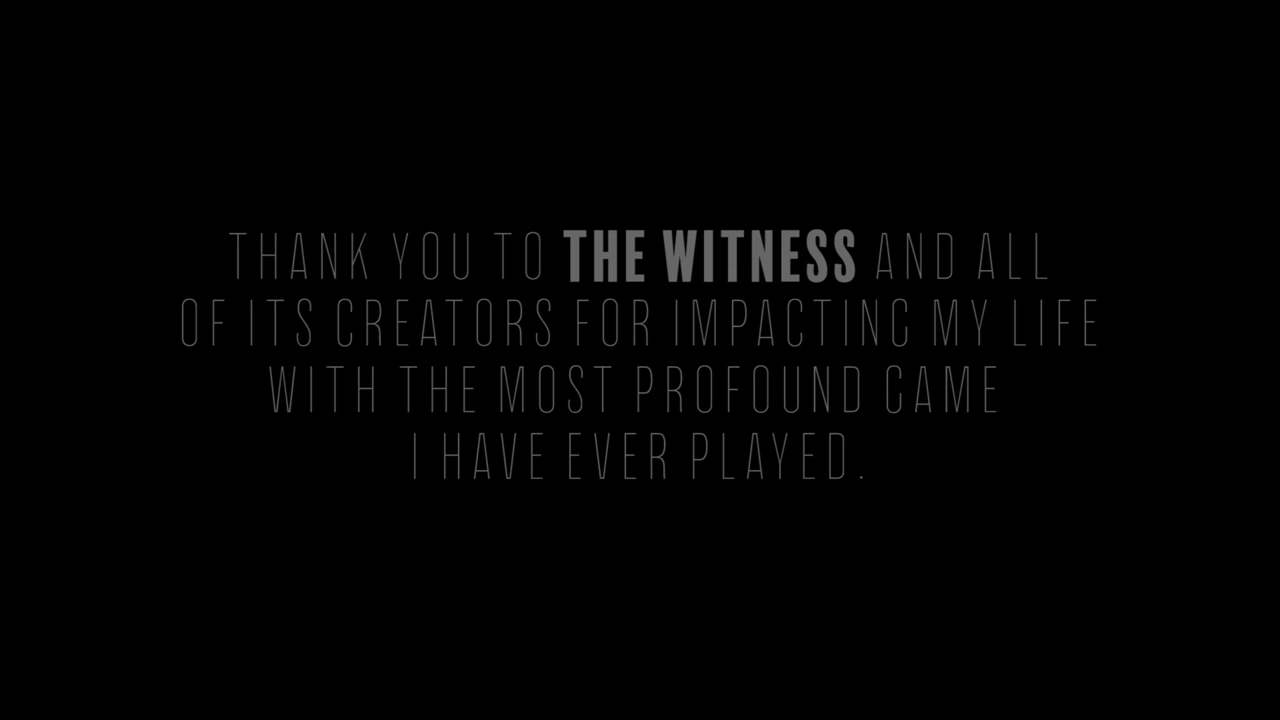 THANK YOU TO THE WITNESS AND ALL
OF ITS CREATORS FOR IMPACTING MY LIFE
WITH THE MOST PROFOUND GAME
I HAVE EVER PLAYED.